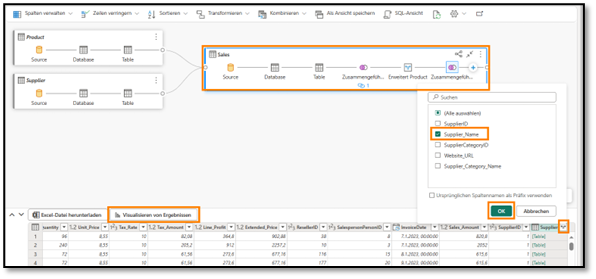 Spalten verwalten Zeilen verringern Sortieren Transformieren Kombinieren Als Ansicht speichern SQL-Ansicht
Product
Source Database Table
Supplier
Source Database Table
Sales
Source Database Table Zusammengefüh... Erweitert Product Zusammengefüh...
1
Suchen
(Alle auswählen)
SupplierID
Supplier_Name
SupplierCategoryID
Website_URL
Supplier_Category_Name
Ursprünglichen Spaltennamen als Präfix verwenden
OK Abbrechen
Excel-Datei herunterladen Visualisieren von Ergebnissen
Quantity Unit_Price Tax_Rate Tax_Amount Line_Profit Extended_Price ResellerID SalespersonPersonID InvoiceDate Sales_Amount SupplierID Supplier
1 96 8,55 10 82,08 364,8 902,88 38 8 7.1.2023, 00:00:00 820,8 1 [Table]
2 240 8,55 10 205,2 912 2257,2 10 3 7.1.2023, 00:00:00 2052 1 [Table]
3 72 8,55 10 61,56 273,6 677,16 116 15 8.1.2023, 00:00:00 615,6 1 [Table]
72 8,55 10 61,56 273,6 677,16 177 20 8.1.2023, 00:00:00 615,6 1 [Table]